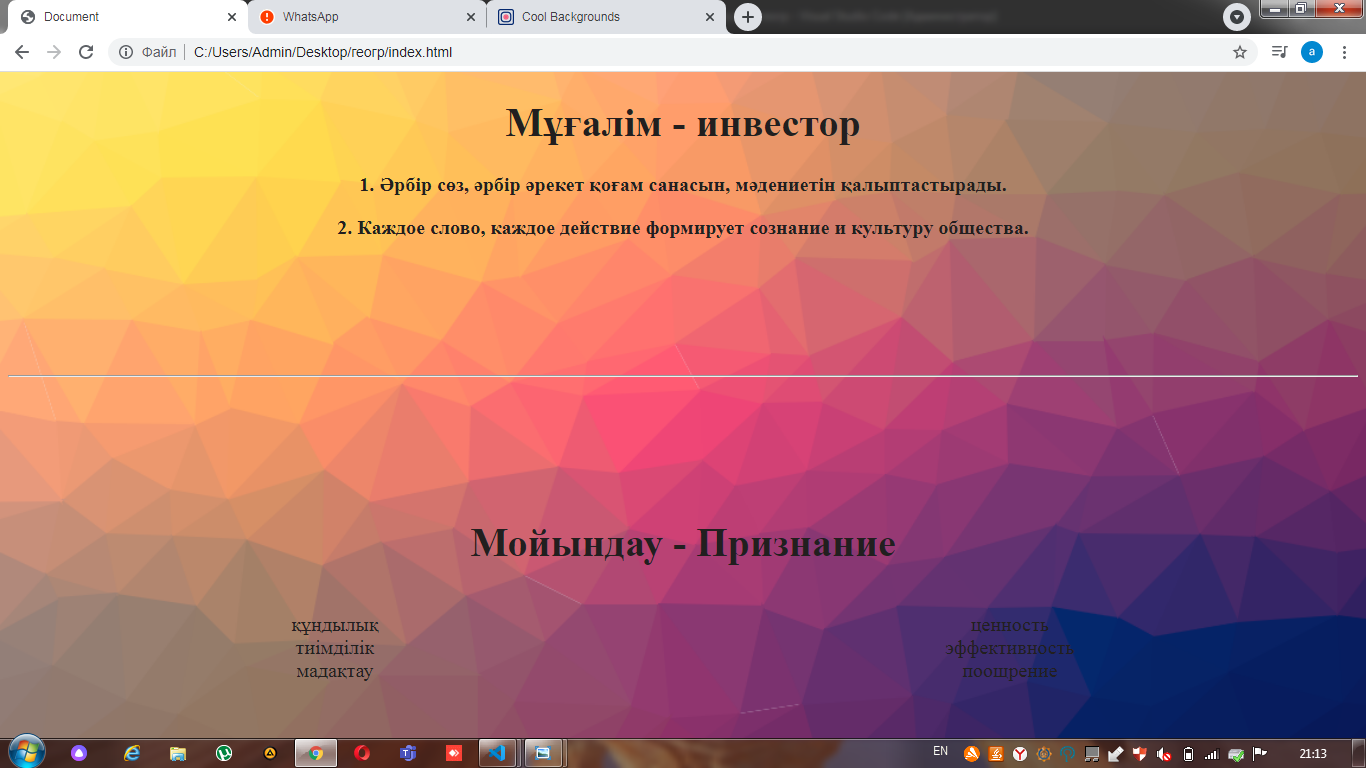 Document
WhatsApp
Cool Backgrounds
Файл
C:/Users/Admin/Desktop/реогр/index.html
a
Мұғалім - инвестор
1. Әрбір сөз, әрбір әрекет қоғам санасын, мәдениетін қалыптастырады.
2. Каждое слово, каждое действие формирует сознание и культуру общества.
Мойындау - Признание
құндылық
тиімділік
мадақтау
ценность
эффективность
поощрение
EN
21:13